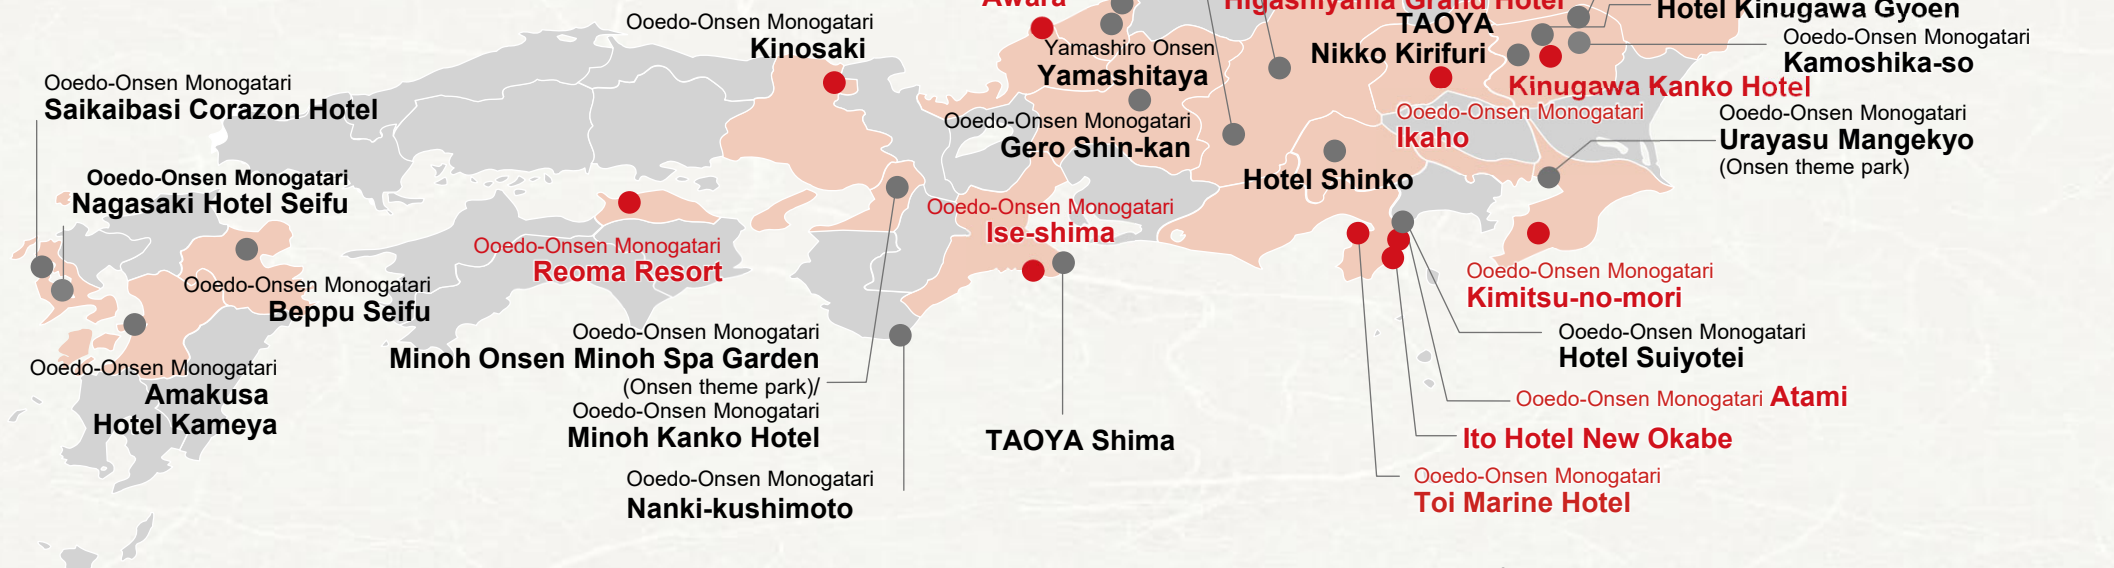 Awara
Higashiyama Grand Hotel
Hotel Kinugawa Gyoen
Ooedo-Onsen Monogatari
Kinosaki
TAOYA
Nikko Kirifuri
Yamashiro Onsen
Yamashitaya
Ooedo-Onsen Monogatari
Kamoshika-so
Kinugawa Kanko Hotel
Ooedo-Onsen Monogatari
Saikaibasi Corazon Hotel
Ooedo-Onsen Monogatari
Gero Shin-kan
Ooedo-Onsen Monogatari
Ikaho
Ooedo-Onsen Monogatari
Urayasu Mangekyo
(Onsen theme park)
Ooedo-Onsen Monogatari
Nagasaki Hotel Seifu
Hotel Shinko
Ooedo-Onsen Monogatari
Ise-shima
Ooedo-Onsen Monogatari
Reoma Resort
Ooedo-Onsen Monogatari
Beppu Seifu
Ooedo-Onsen Monogatari
Kimitsu-no-mori
Ooedo-Onsen Monogatari
Minoh Onsen Minoh Spa Garden
(Onsen theme park)/
Ooedo-Onsen Monogatari
Minoh Kanko Hotel
Ooedo-Onsen Monogatari
Hotel Suiyotei
Ooedo-Onsen Monogatari
Amakusa
Hotel Kameya
Ooedo-Onsen Monogatari Atami
TAOYA Shima
Ito Hotel New Okabe
Ooedo-Onsen Monogatari
Nanki-kushimoto
Ooedo-Onsen Monogatari
Toi Marine Hotel